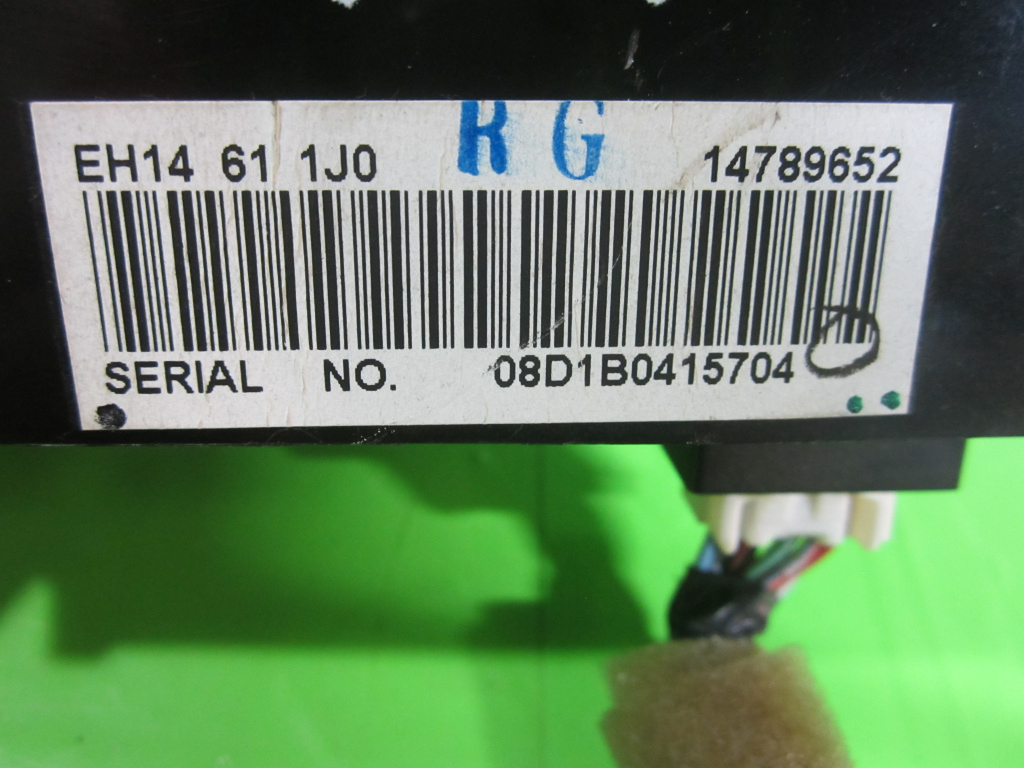 R G
EH14 61 1J0 14789652
SERIAL NO. 08D1B0415704